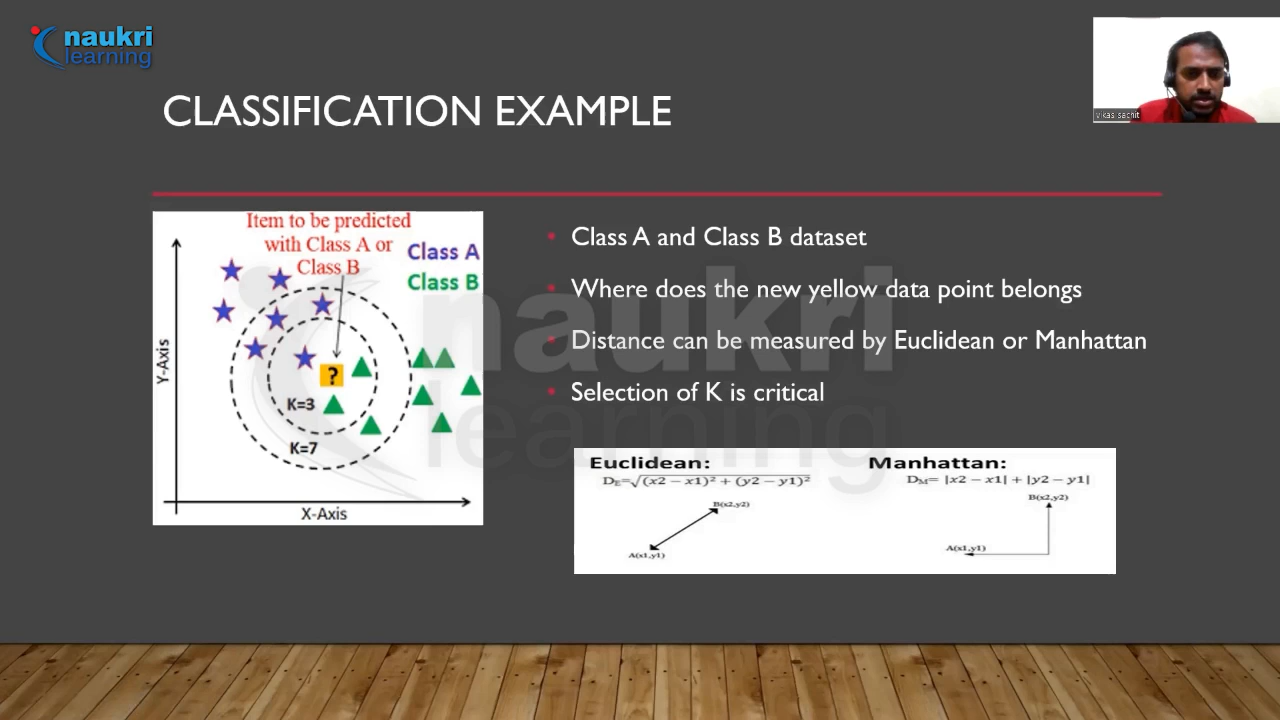 naukri
learning
CLASSIFICATION EXAMPLE
vikas sachit
Item to be predicted
with Class A or
Class B
Class A
Class B
Y-Axis
?
K=3
K=7
X-Axis
• Class A and Class B dataset
• Where does the new yellow data point belongs
• Distance can be measured by Euclidean or Manhattan
• Selection of K is critical
naukri
learning
Euclidean:
D_E=√(x2 − x1)² + (y2 − y1)²
B(x2,y2)
A(x1,y1)
Manhattan:
D_M= |x2 − x1| + |y2 − y1|
B(x2,y2)
A(x1,y1)